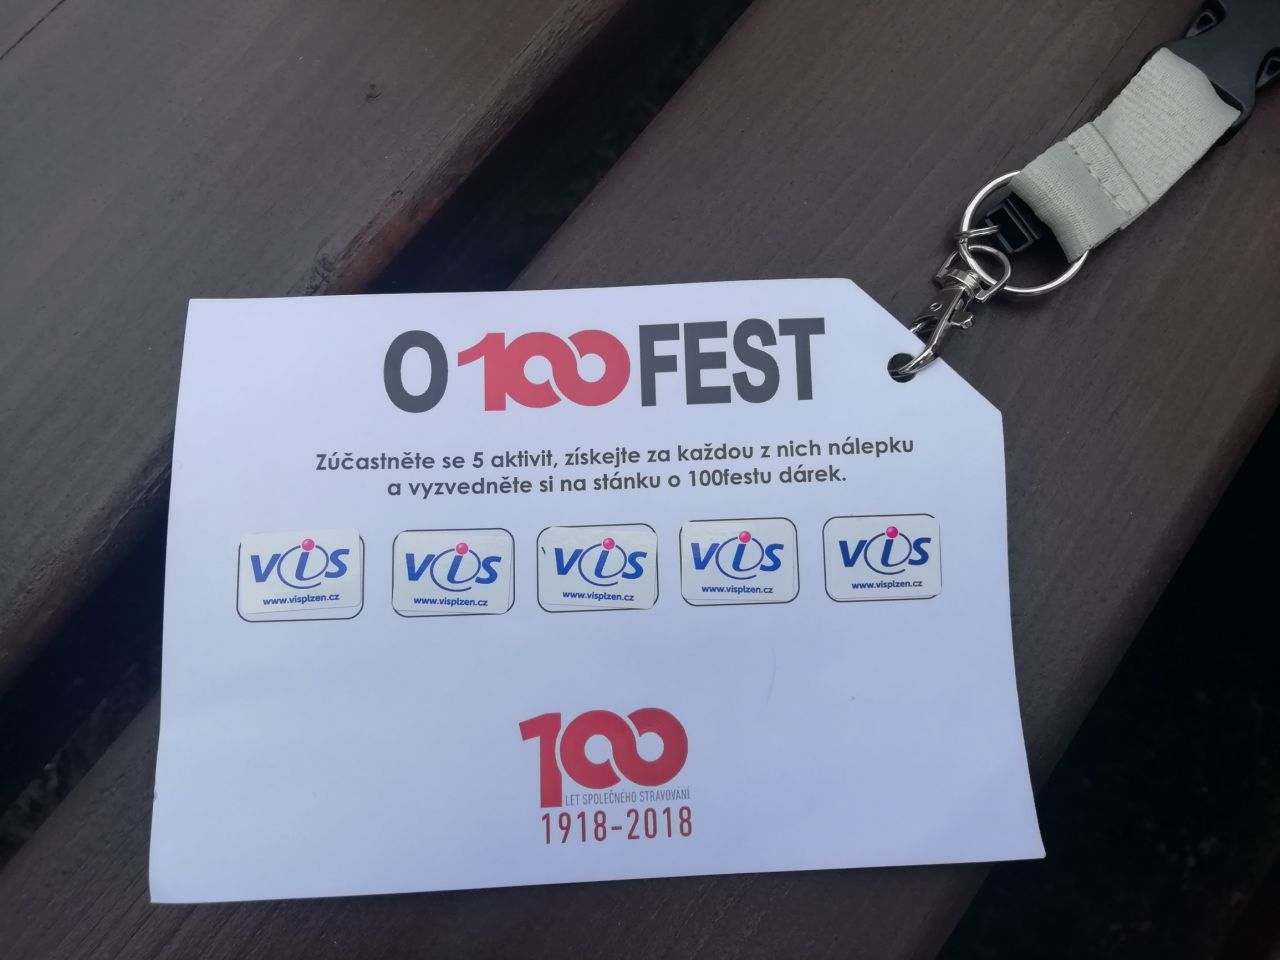 O100FEST
Zúčastněte se 5 aktivit, získejte za každou z nich nálepku
a vyzvedněte si na stánku o 100festu dárek.
vis
www.visplzen.cz
vis
www.visplzen.cz
vis
www.visplzen.cz
vis
www.visplzen.cz
vis
www.visplzen.cz
100
LET SPOLEČNÉHO STRAVOVÁNÍ
1918-2018